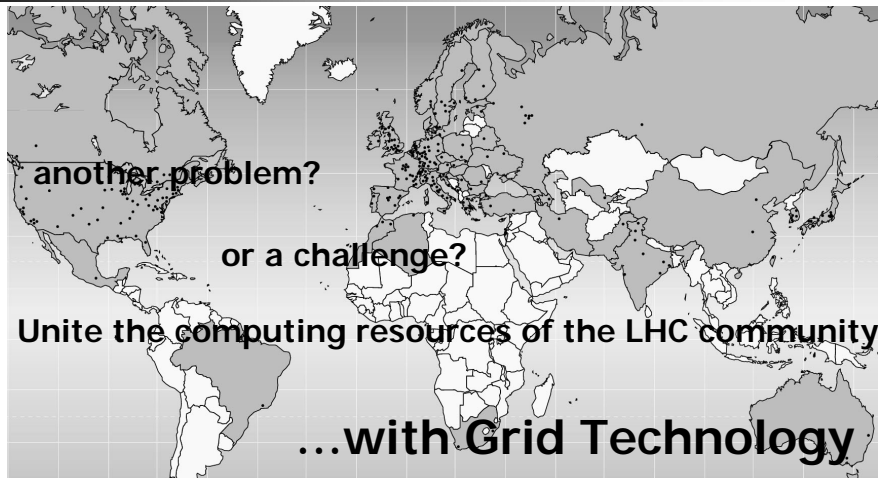 another problem?
or a challenge?
Unite the computing resources of the LHC community
...with Grid Technology